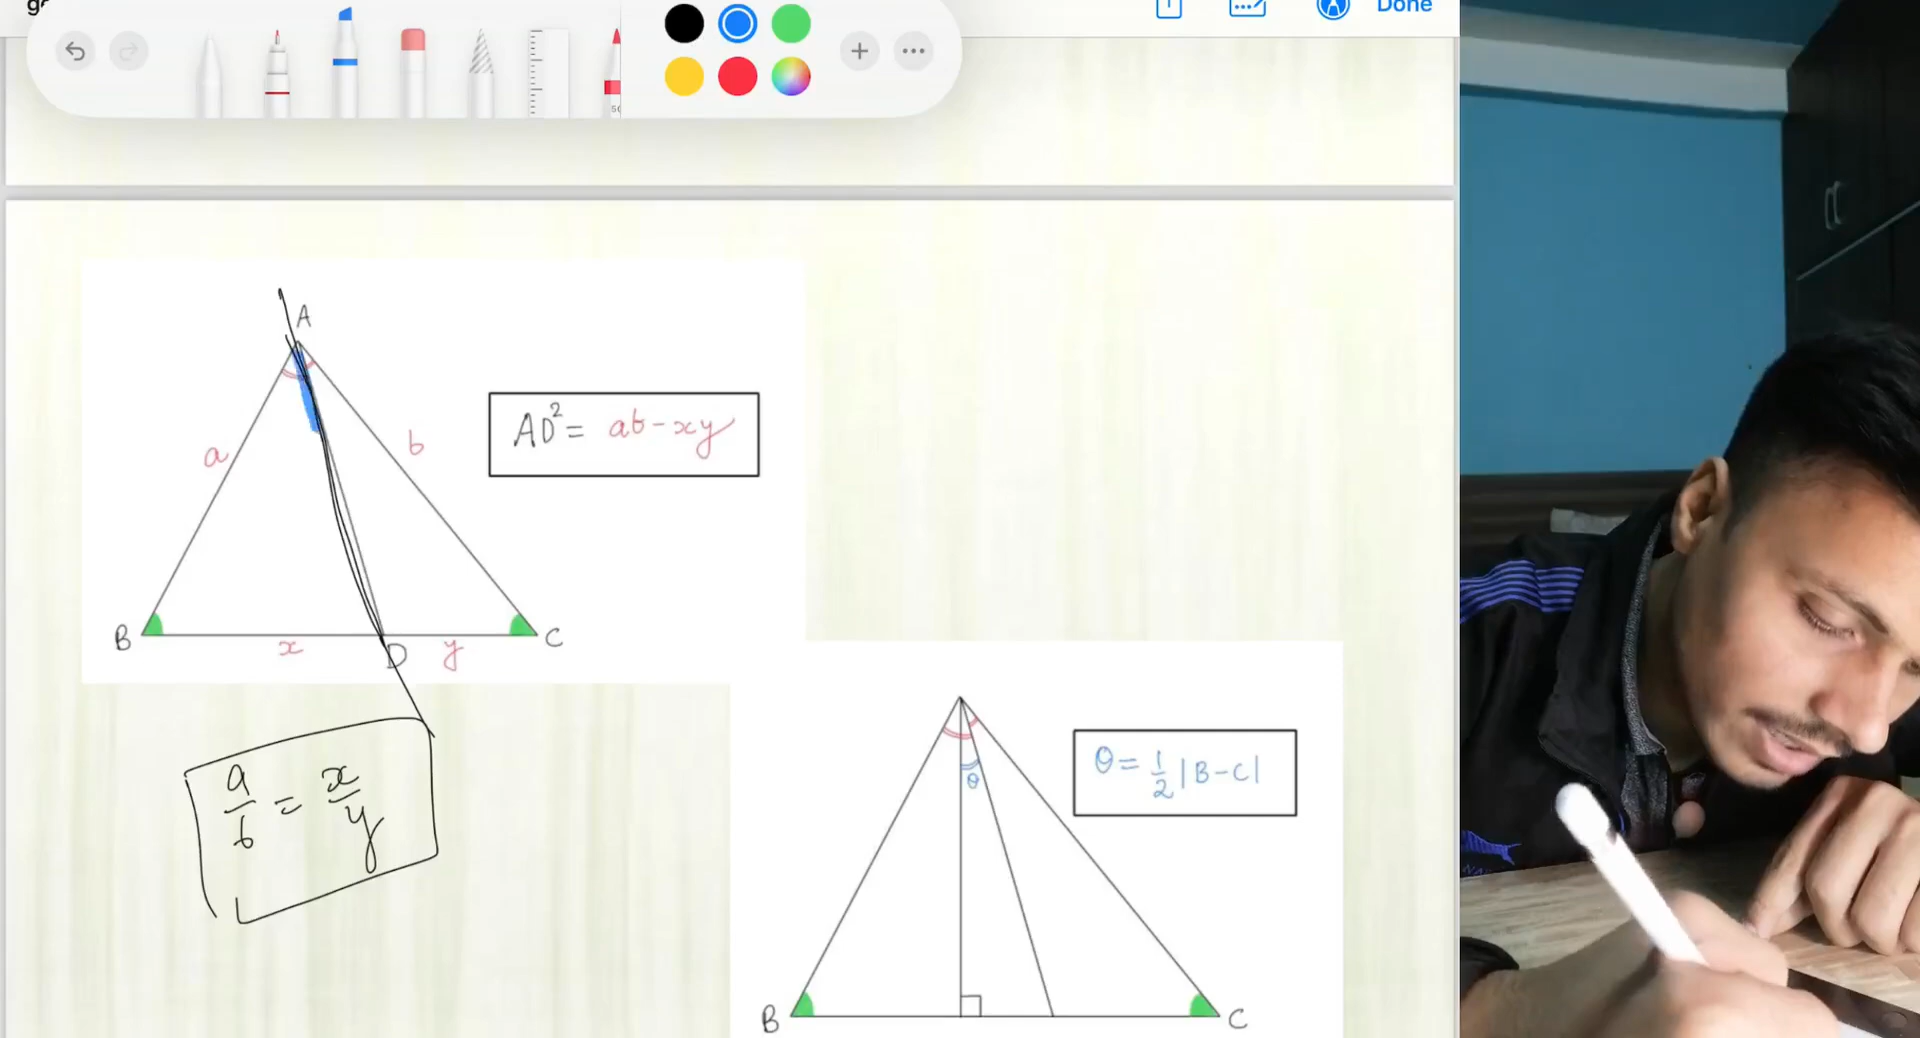 Done
A
a
b
AD² = ab - xy
B
x
D
y
C
a/b = x/y
θ
θ = 1/2 |B - C|
B
C